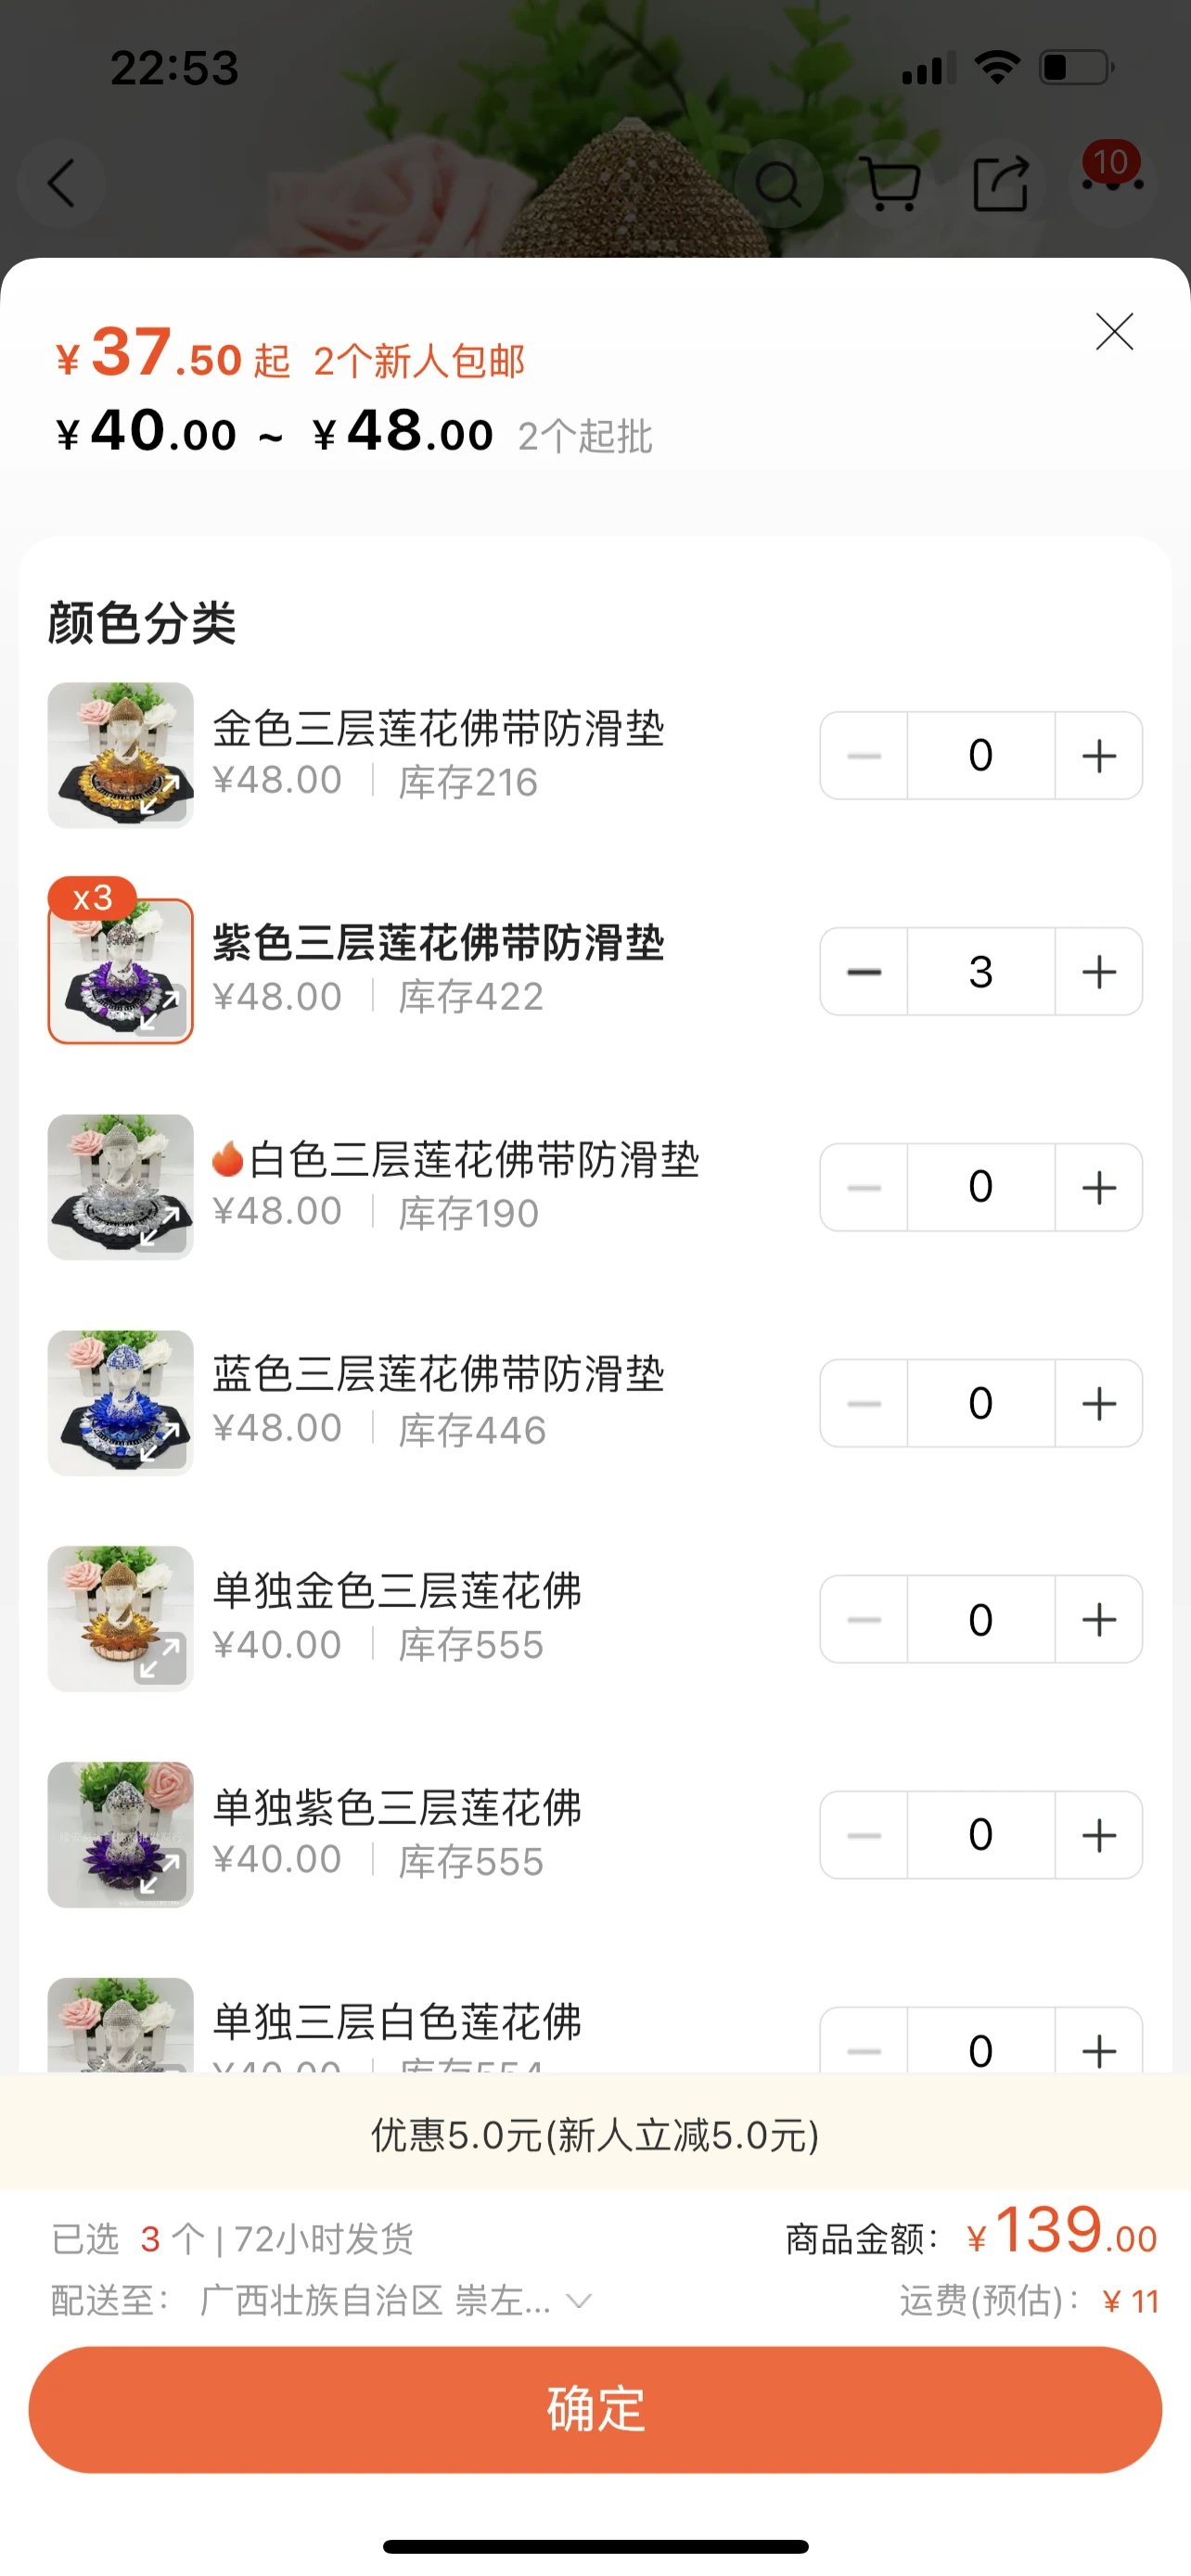 22:53
10
¥37.50 起 2个新人包邮
¥40.00 ~ ¥48.00 2个起批
颜色分类
金色三层莲花佛带防滑垫
¥48.00 | 库存216
0
x3
紫色三层莲花佛带防滑垫
¥48.00 | 库存422
3
🔥白色三层莲花佛带防滑垫
¥48.00 | 库存190
0
蓝色三层莲花佛带防滑垫
¥48.00 | 库存446
0
单独金色三层莲花佛
¥40.00 | 库存555
0
单独紫色三层莲花佛
¥40.00 | 库存555
0
单独三层白色莲花佛
¥40.00 | 库存554
0
优惠5.0元(新人立减5.0元)
已选 3 个 | 72小时发货
商品金额: ¥139.00
配送至: 广西壮族自治区 崇左...
运费(预估): ¥11
确定